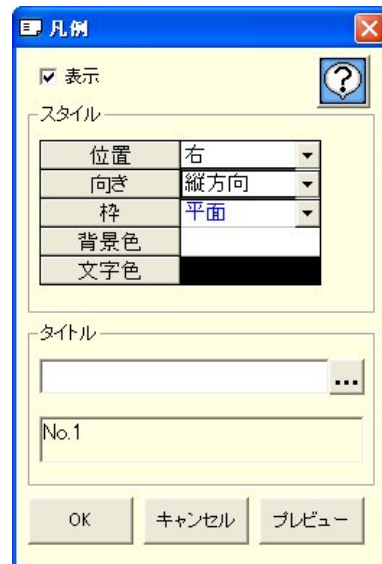 凡例
表示
スタイル
位置 右
向き 縦方向
枠 平面
背景色
文字色
タイトル
...
No.1
OK キャンセル プレビュー